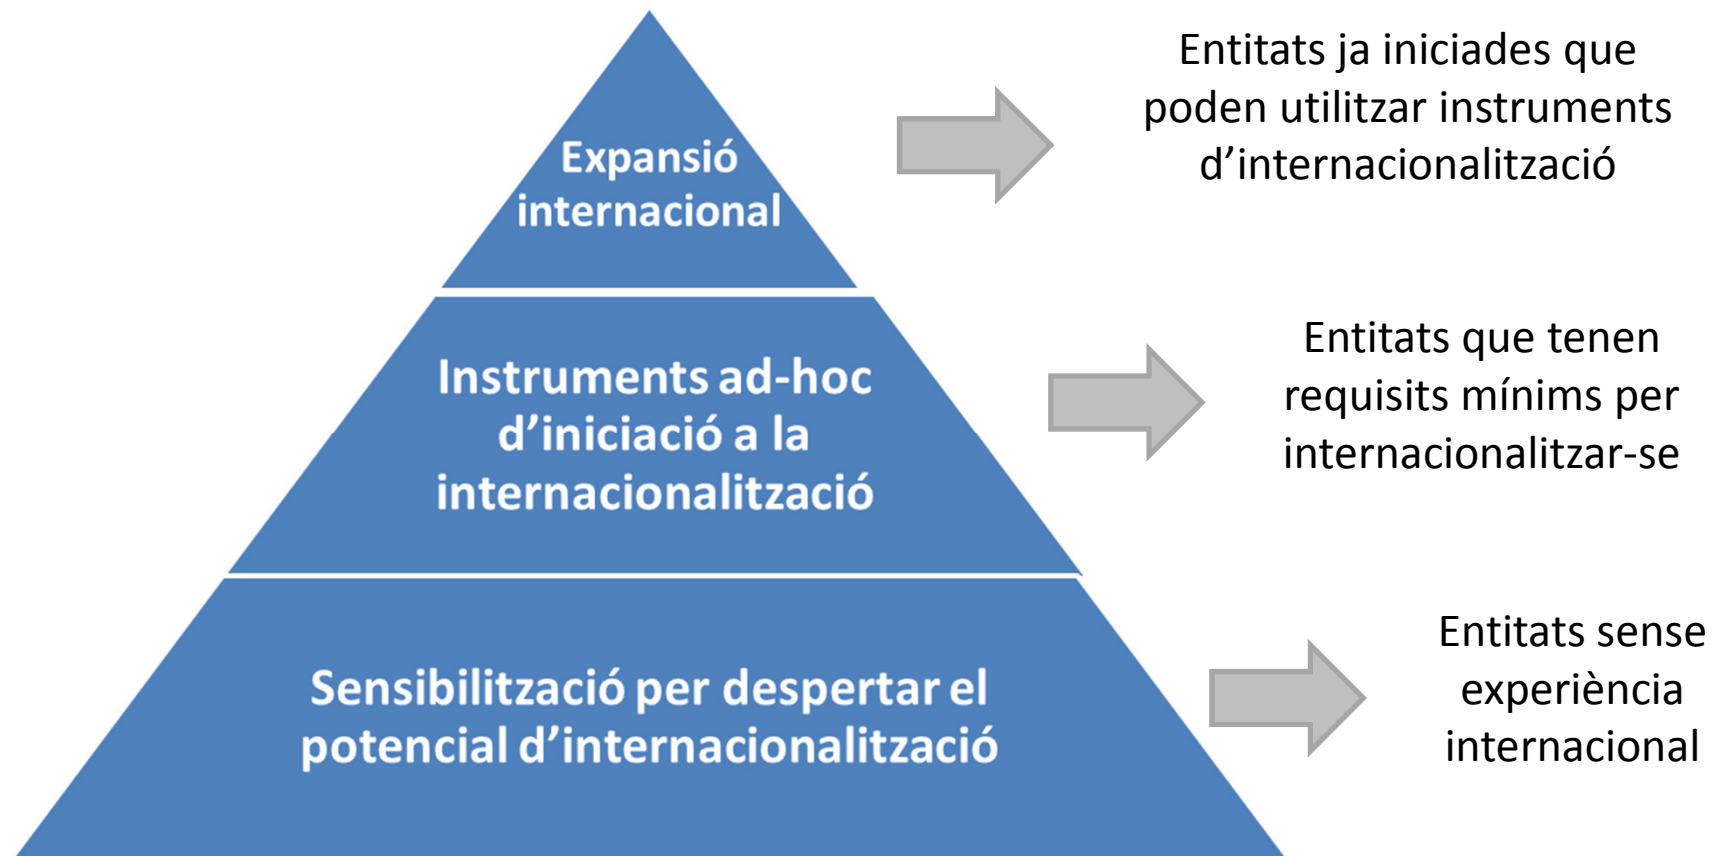 Expansió
internacional
Entitats ja iniciades que
poden utilitzar instruments
d’internacionalització
Instruments ad-hoc
d’iniciació a la
internacionalització
Entitats que tenen
requisits mínims per
internacionalitzar-se
Sensibilització per despertar el
potencial d’internacionalització
Entitats sense
experiència
internacional